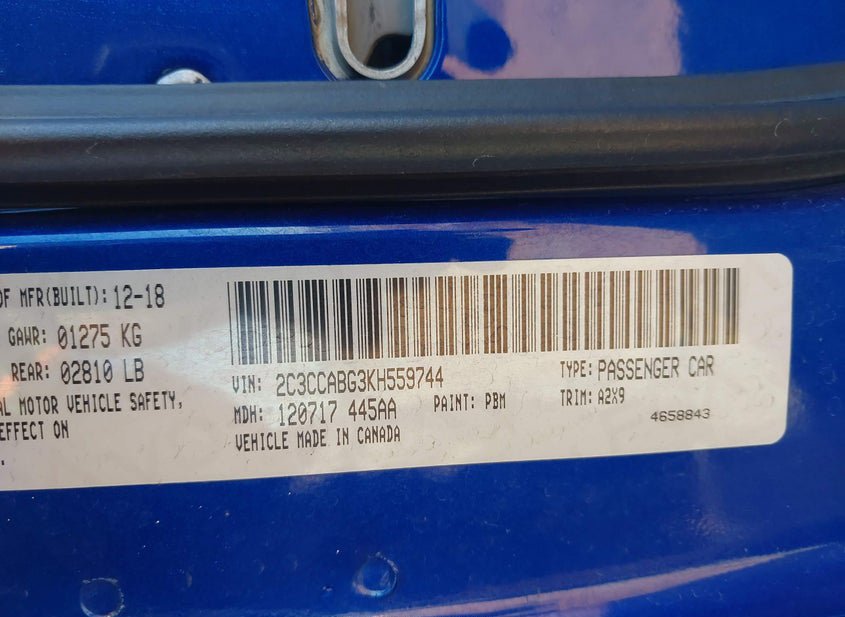 OF MFR(BUILT): 12-18
GAWR: 01275 KG
REAR: 02810 LB
AL MOTOR VEHICLE SAFETY,
EFFECT ON
.
VIN: 2C3CCABG3KH559744
TYPE: PASSENGER CAR
MDH: 120717 445AA
PAINT: PBM
TRIM: A2X9
VEHICLE MADE IN CANADA
4658843